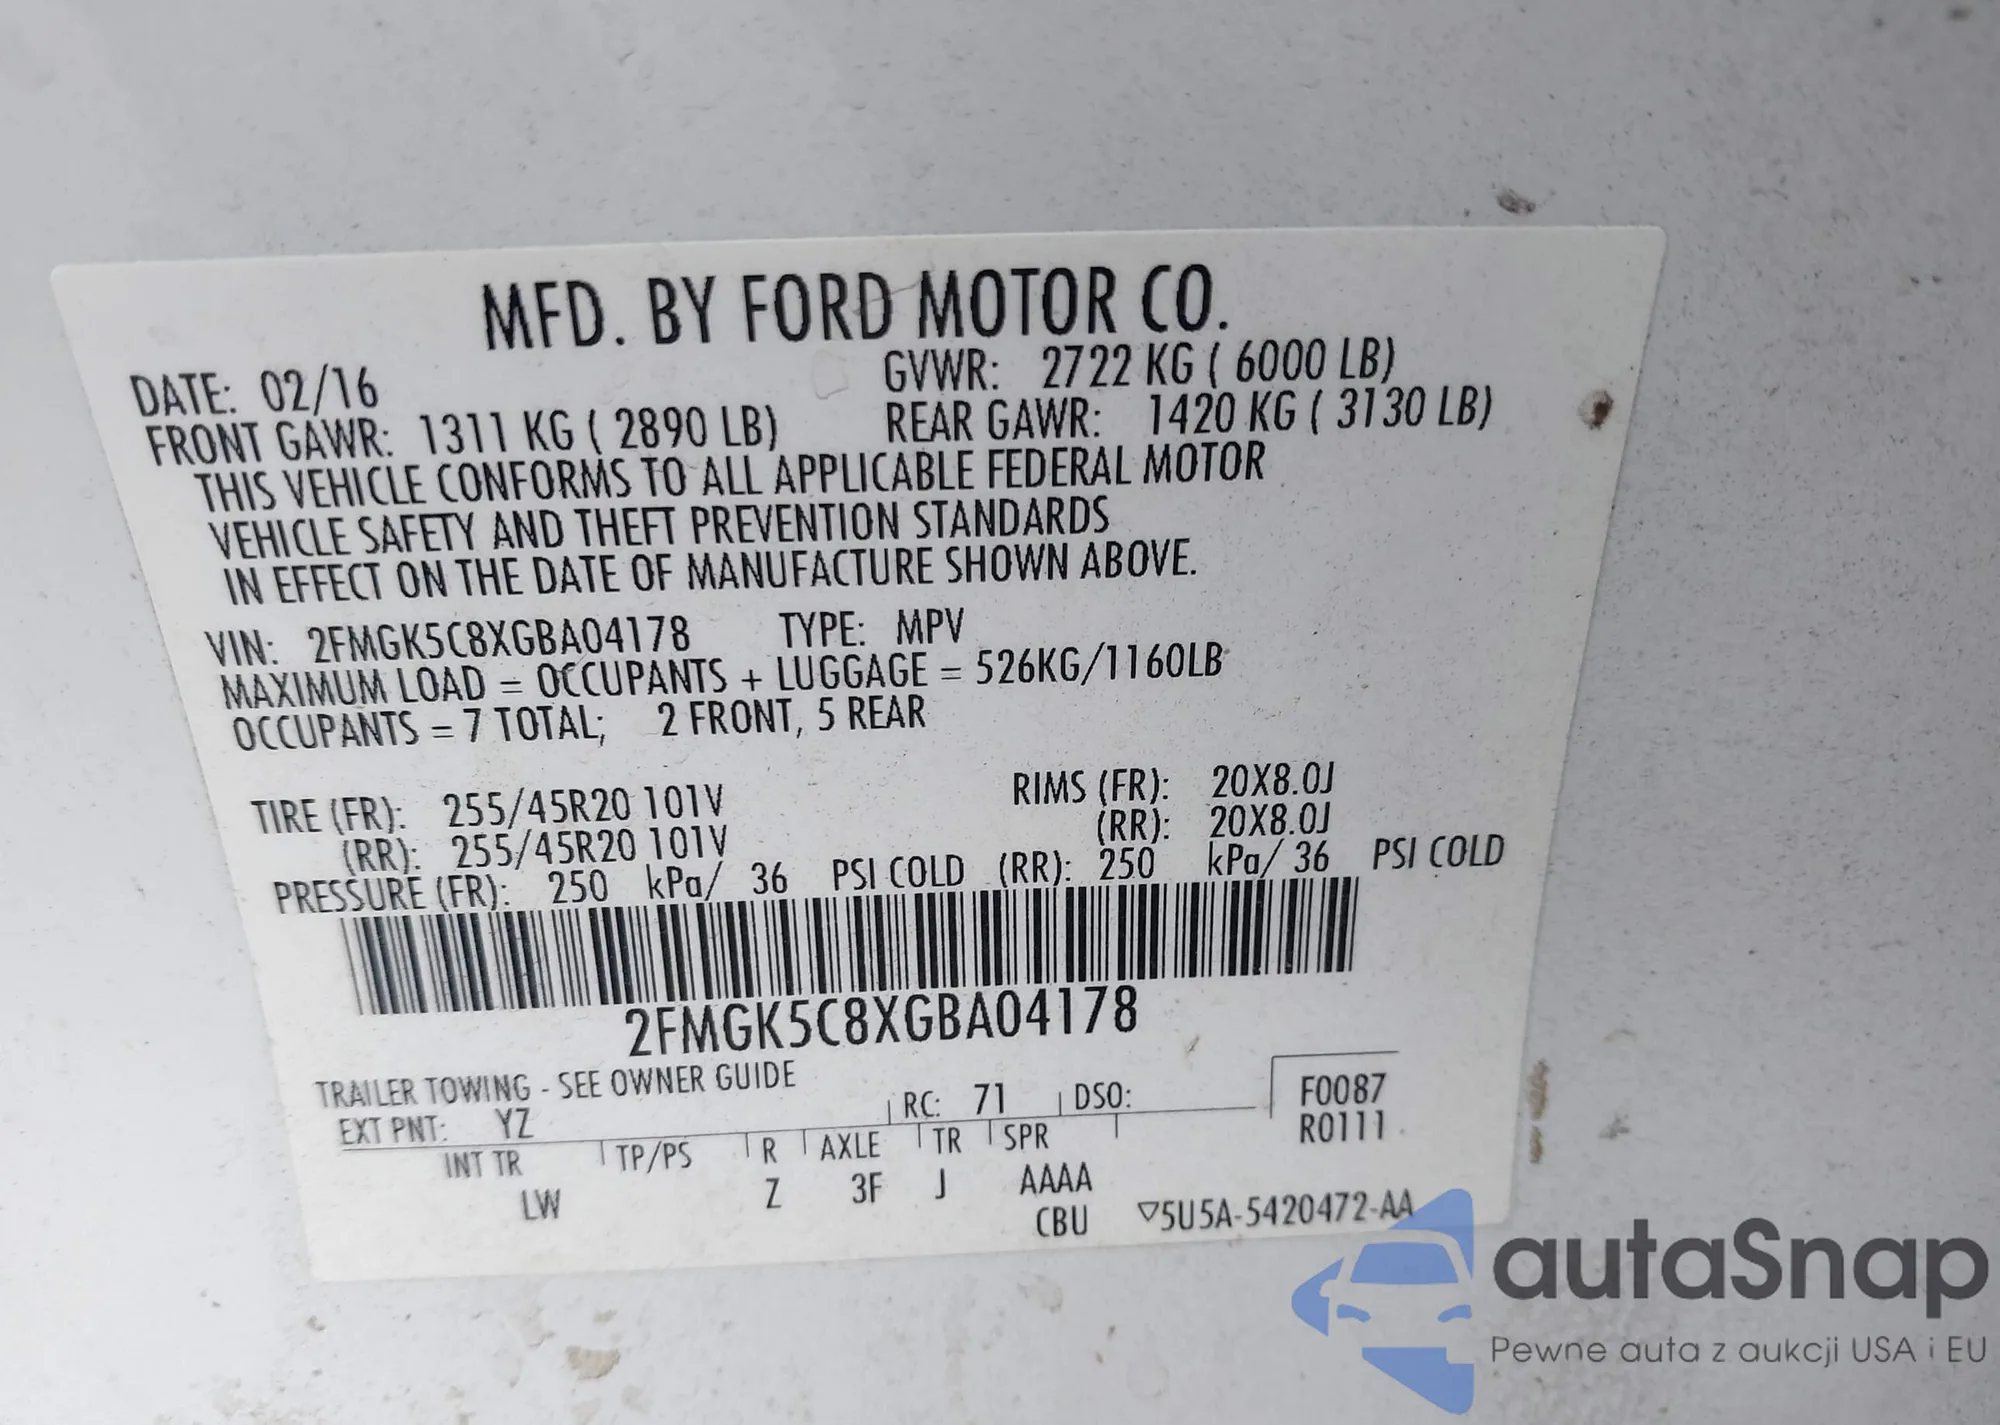 MFD. BY FORD MOTOR CO.
DATE: 02/16 GVWR: 2722 KG ( 6000 LB)
FRONT GAWR: 1311 KG ( 2890 LB) REAR GAWR: 1420 KG ( 3130 LB)
THIS VEHICLE CONFORMS TO ALL APPLICABLE FEDERAL MOTOR
VEHICLE SAFETY AND THEFT PREVENTION STANDARDS
IN EFFECT ON THE DATE OF MANUFACTURE SHOWN ABOVE.
VIN: 2FMGK5C8XGBA04178 TYPE: MPV
MAXIMUM LOAD = OCCUPANTS + LUGGAGE = 526KG/1160LB
OCCUPANTS = 7 TOTAL; 2 FRONT, 5 REAR
TIRE (FR): 255/45R20 101V RIMS (FR): 20X8.0J
(RR): 255/45R20 101V (RR): 20X8.0J
PRESSURE (FR): 250 kPa/ 36 PSI COLD (RR): 250 kPa/ 36 PSI COLD
2FMGK5C8XGBA04178
TRAILER TOWING - SEE OWNER GUIDE
EXT PNT: YZ RC: 71 DSO: F0087
R0111
INT TR TP/PS R AXLE TR SPR
LW Z 3F J AAAA
CBU ▽5U5A-5420472-AA
autaSnap
Pewne auta z aukcji USA i EU